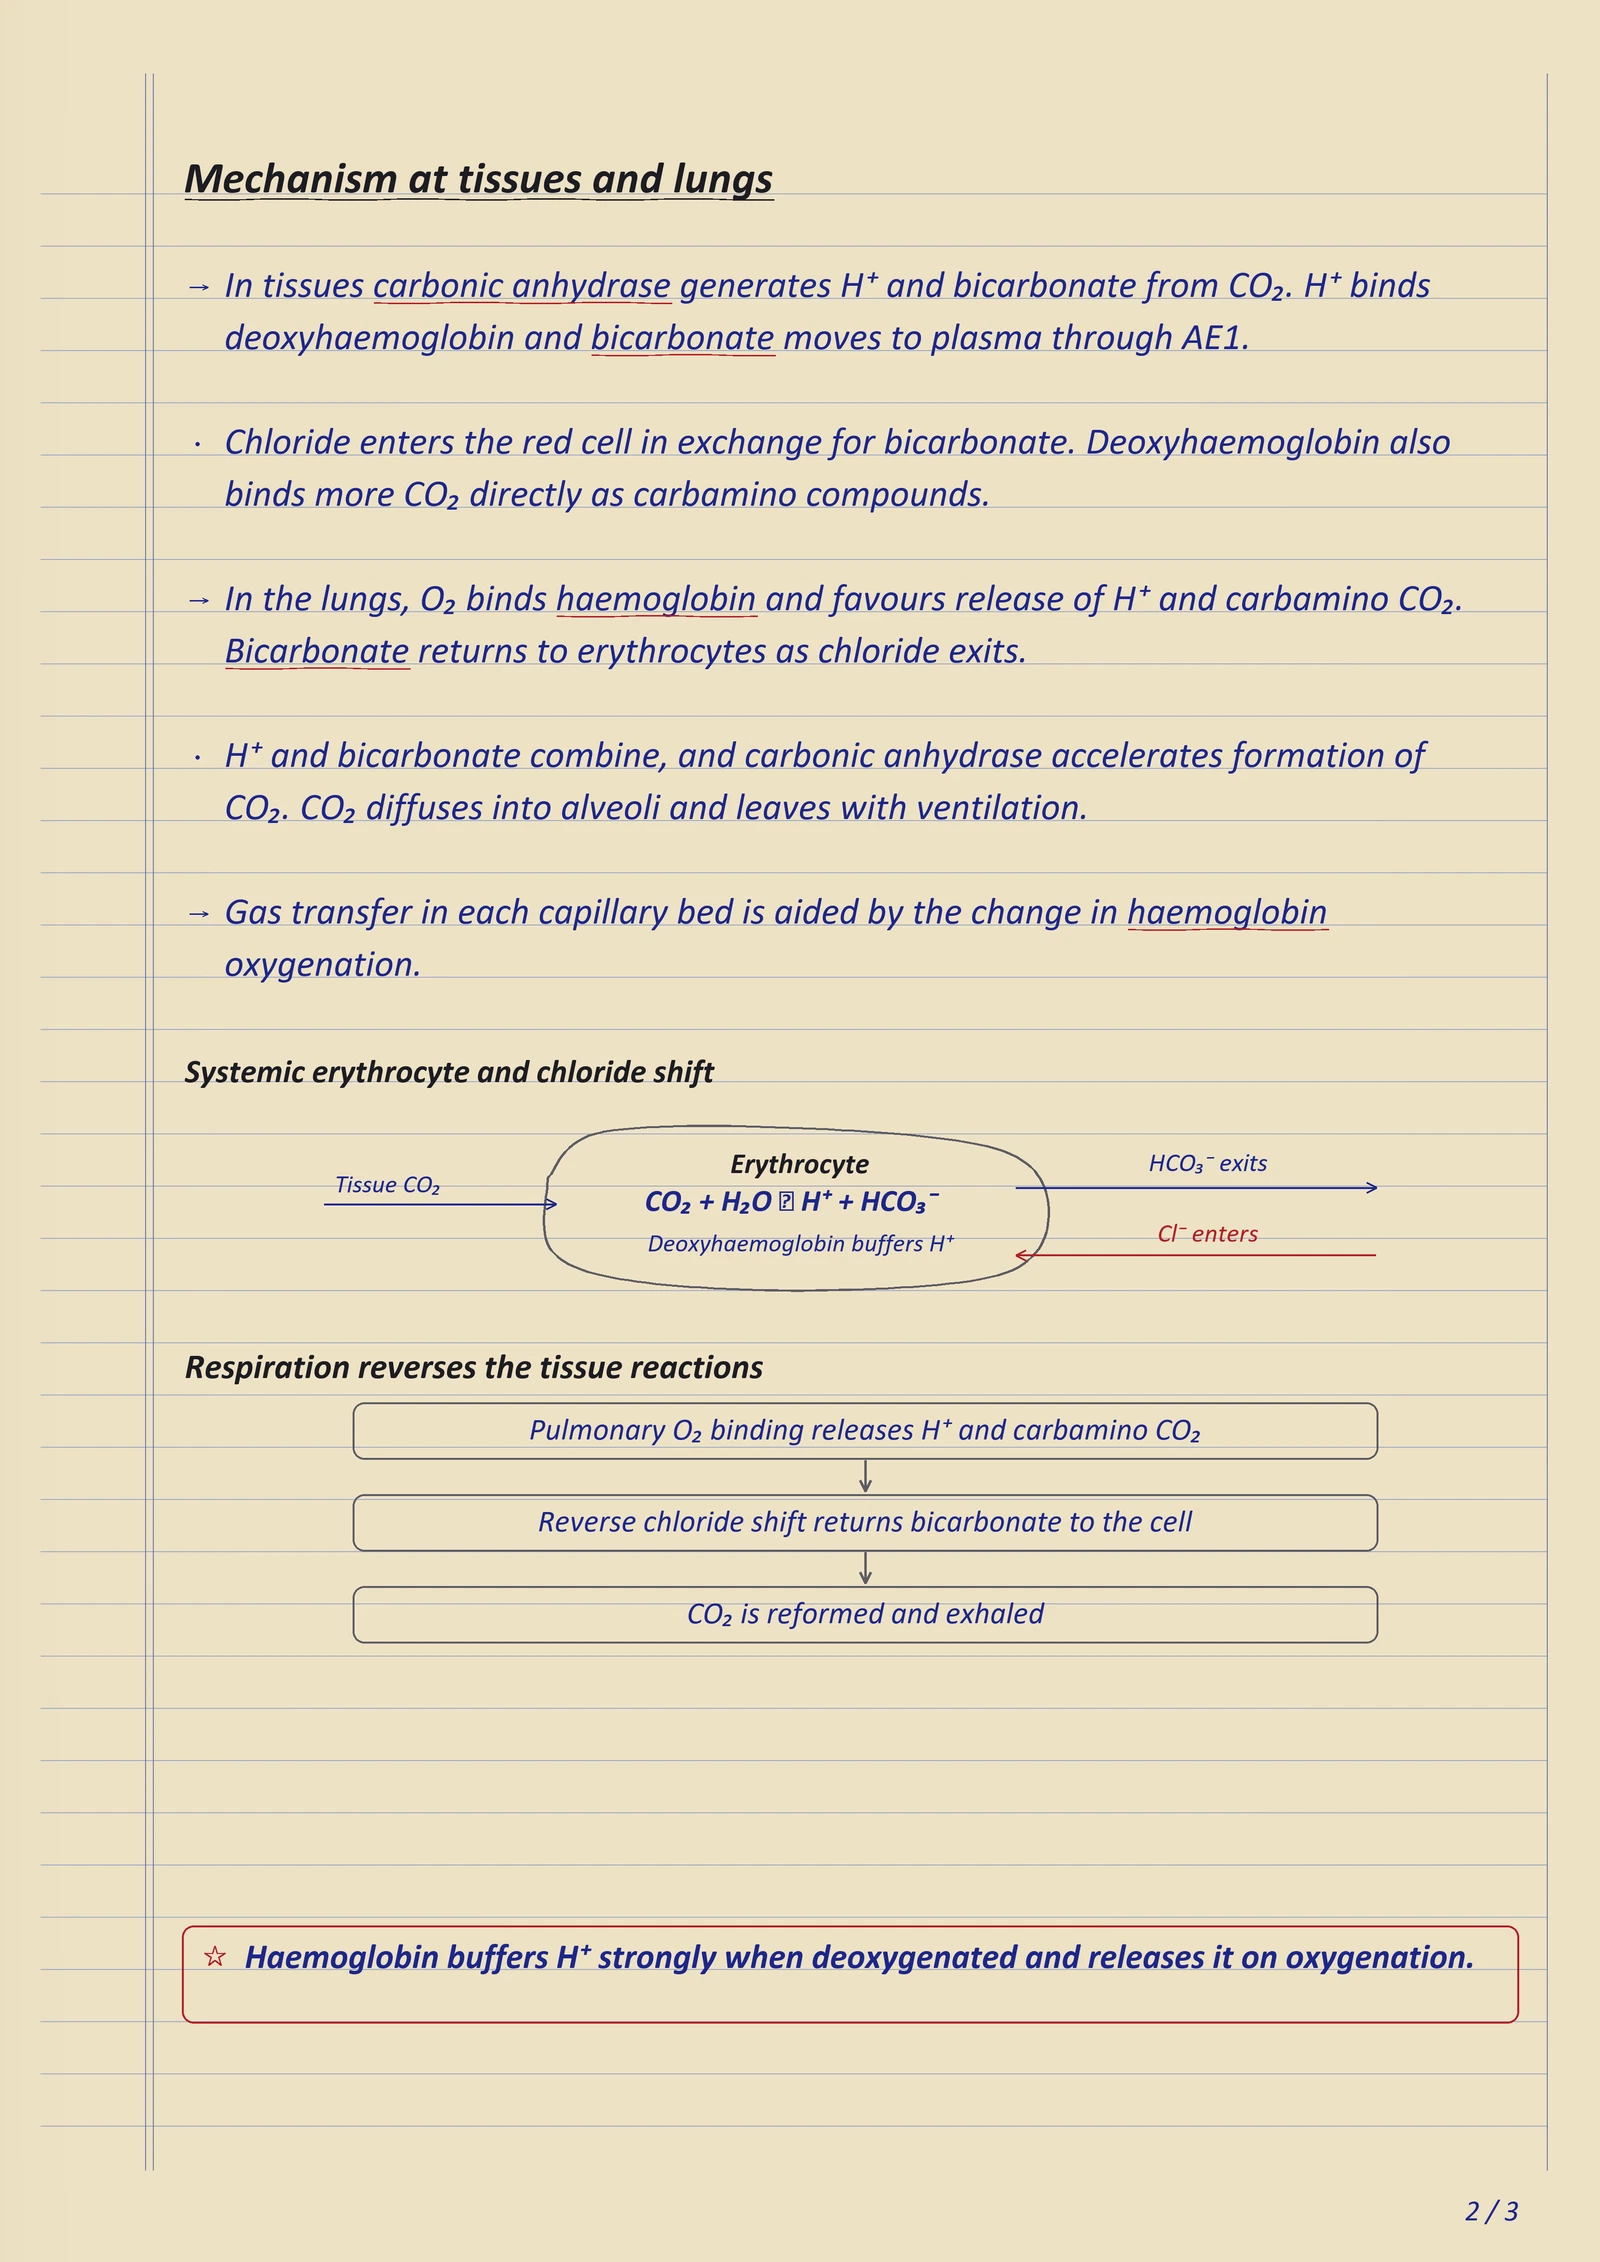 Mechanism at tissues and lungs
→ In tissues carbonic anhydrase generates H⁺ and bicarbonate from CO₂. H⁺ binds
deoxyhaemoglobin and bicarbonate moves to plasma through AE1.
· Chloride enters the red cell in exchange for bicarbonate. Deoxyhaemoglobin also
binds more CO₂ directly as carbamino compounds.
→ In the lungs, O₂ binds haemoglobin and favours release of H⁺ and carbamino CO₂.
Bicarbonate returns to erythrocytes as chloride exits.
· H⁺ and bicarbonate combine, and carbonic anhydrase accelerates formation of
CO₂. CO₂ diffuses into alveoli and leaves with ventilation.
→ Gas transfer in each capillary bed is aided by the change in haemoglobin
oxygenation.
Systemic erythrocyte and chloride shift
Tissue CO₂
Erythrocyte
CO₂ + H₂O ⍰ H⁺ + HCO₃⁻
Deoxyhaemoglobin buffers H⁺
HCO₃⁻ exits
Cl⁻ enters
Respiration reverses the tissue reactions
Pulmonary O₂ binding releases H⁺ and carbamino CO₂
Reverse chloride shift returns bicarbonate to the cell
CO₂ is reformed and exhaled
☆ Haemoglobin buffers H⁺ strongly when deoxygenated and releases it on oxygenation.
2 / 3